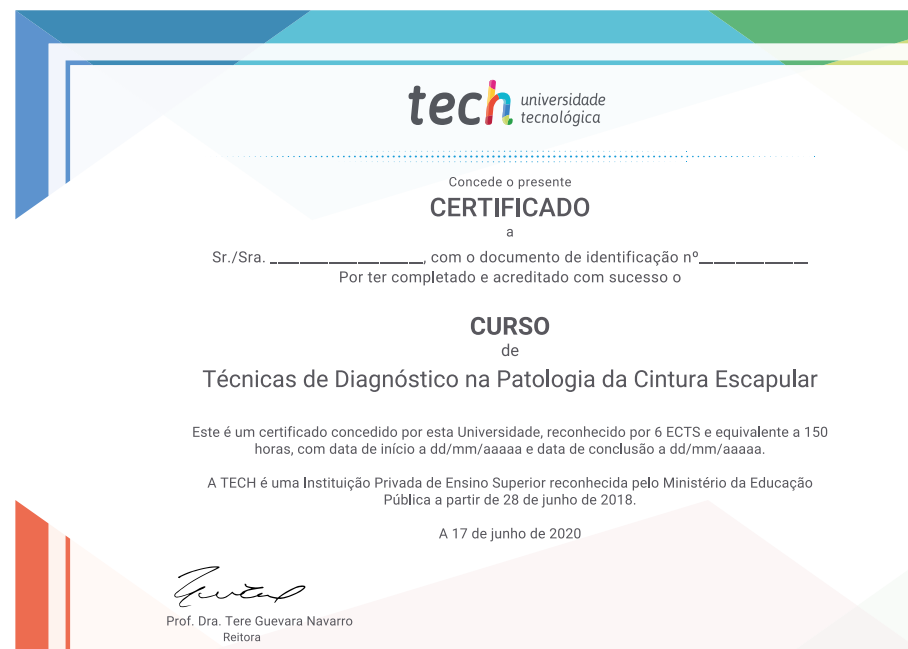 tech universidade
tecnológica
Concede o presente
CERTIFICADO
a
Sr./Sra. ____________________, com o documento de identificação nº______________
Por ter completado e acreditado com sucesso o
CURSO
de
Técnicas de Diagnóstico na Patologia da Cintura Escapular
Este é um certificado concedido por esta Universidade, reconhecido por 6 ECTS e equivalente a 150
horas, com data de início a dd/mm/aaaaa e data de conclusão a dd/mm/aaaaa.
A TECH é uma Instituição Privada de Ensino Superior reconhecida pelo Ministério da Educação
Pública a partir de 28 de junho de 2018.
A 17 de junho de 2020
Prof. Dra. Tere Guevara Navarro
Reitora